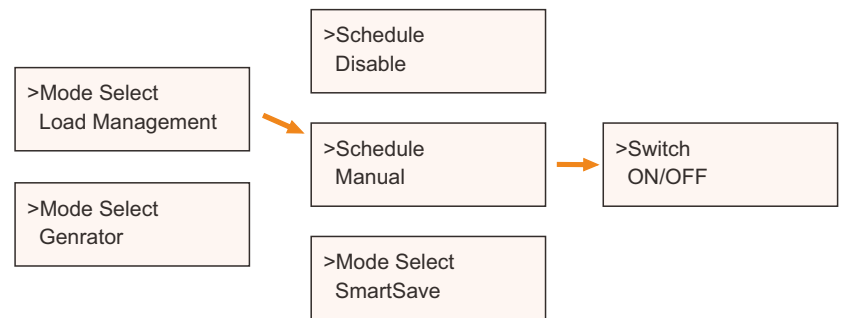 >Mode Select
Load Management
>Mode Select
Genrator
>Schedule
Disable
>Schedule
Manual
>Mode Select
SmartSave
>Switch
ON/OFF